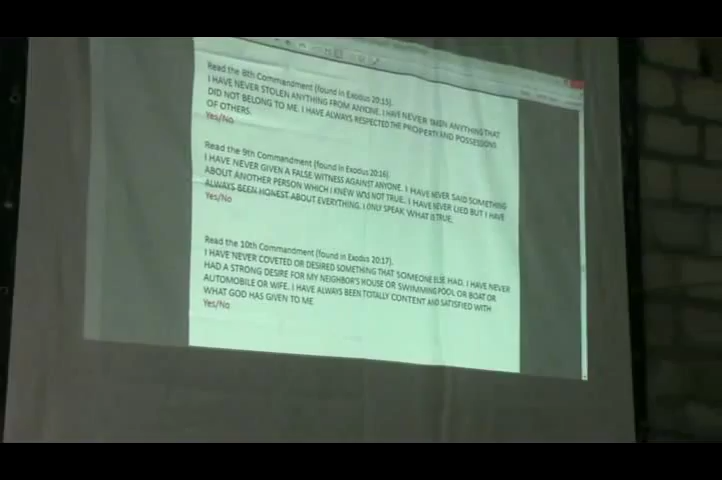 Read the 8th Commandment (found in Exodus 20:15).
I HAVE NEVER STOLEN ANYTHING FROM ANYONE. I HAVE NEVER TAKEN ANYTHING THAT
DID NOT BELONG TO ME. I HAVE ALWAYS RESPECTED THE PROPERTY AND POSSESSIONS
OF OTHERS.
Yes/No
Read the 9th Commandment (found in Exodus 20:16).
I HAVE NEVER GIVEN A FALSE WITNESS AGAINST ANYONE. I HAVE NEVER SAID SOMETHING
ABOUT ANOTHER PERSON WHICH I KNEW WAS NOT TRUE. I HAVE NEVER LIED BUT I HAVE
ALWAYS BEEN HONEST ABOUT EVERYTHING. I ONLY SPEAK WHAT IS TRUE.
Yes/No
Read the 10th Commandment (found in Exodus 20:17).
I HAVE NEVER COVETED OR DESIRED SOMETHING THAT SOMEONE ELSE HAD. I HAVE NEVER
HAD A STRONG DESIRE FOR MY NEIGHBOR'S HOUSE OR SWIMMING POOL OR BOAT OR
AUTOMOBILE OR WIFE. I HAVE ALWAYS BEEN TOTALLY CONTENT AND SATISFIED WITH
WHAT GOD HAS GIVEN TO ME
Yes/No